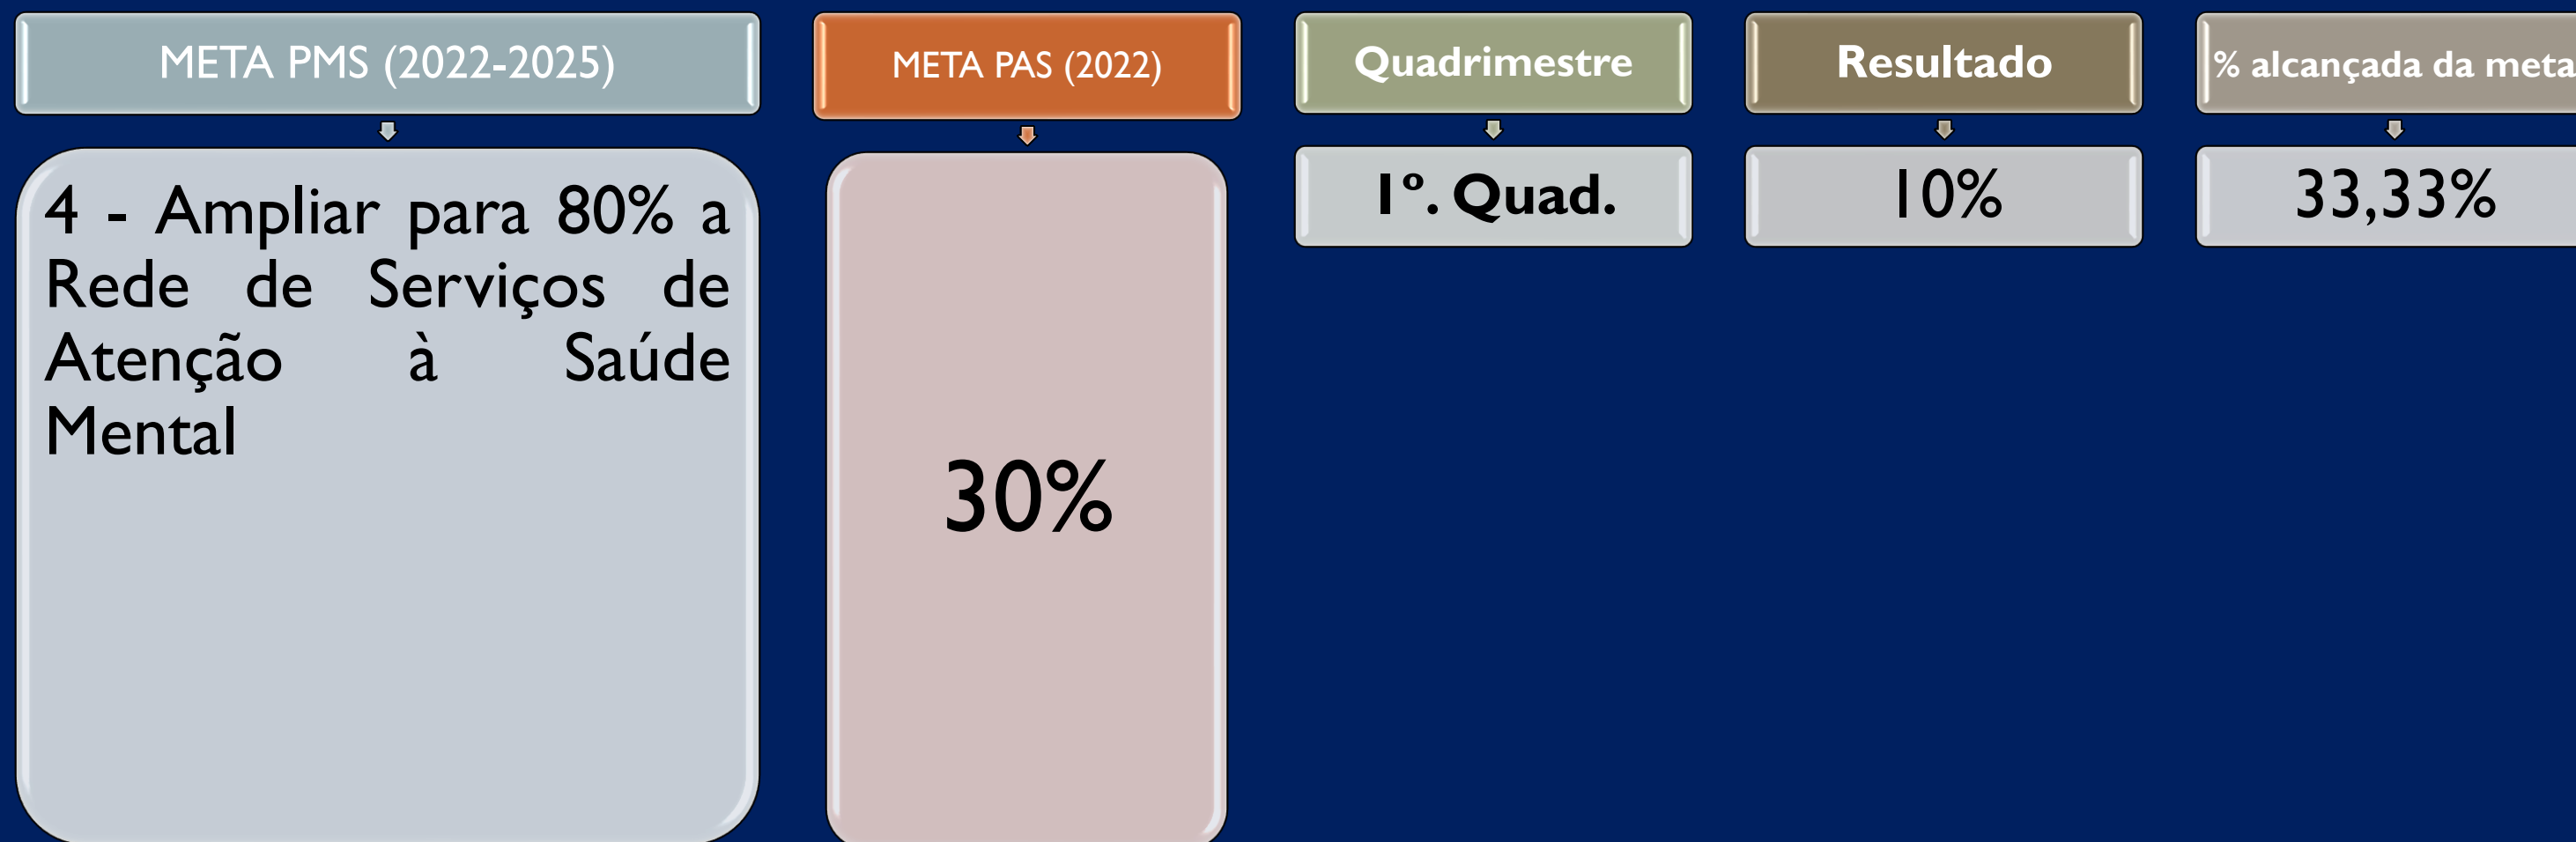 META PMS (2022-2025)
META PAS (2022)
Quadrimestre
Resultado
% alcançada da meta
4 - Ampliar para 80% a
Rede de Serviços de
Atenção à Saúde
Mental
30%
1º. Quad.
10%
33,33%